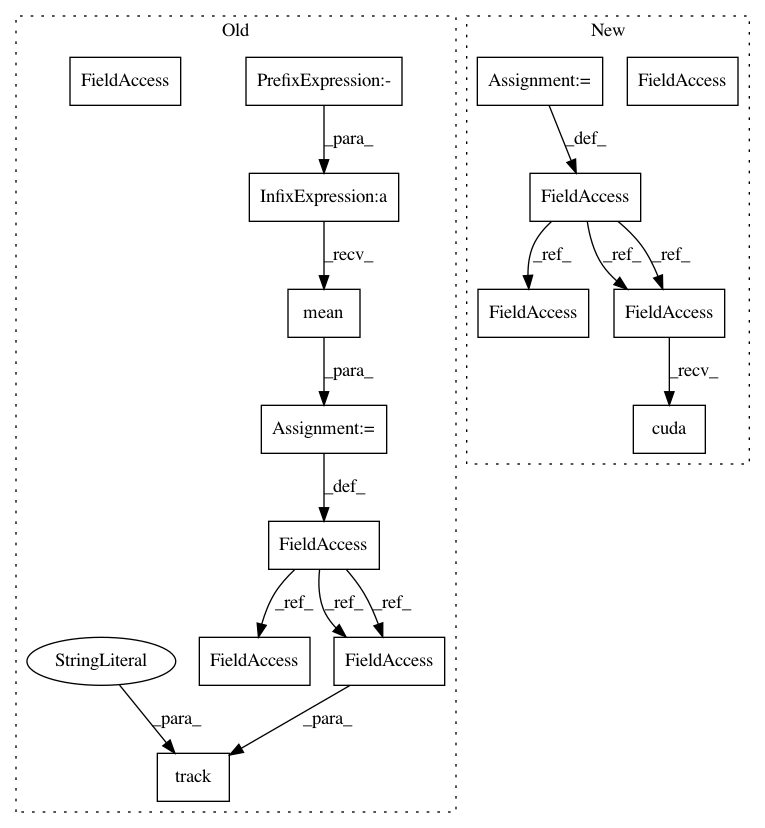 Old
New
FieldAccess
PrefixExpression:-
Assignment:=
FieldAccess
_para_
_def_
InfixExpression:a
FieldAccess
_recv_
_ref_
_ref_
_ref_
mean
FieldAccess
FieldAccess
_para_
_recv_
Assignment:=
cuda
_def_
FieldAccess
_ref_
_ref_
_ref_
StringLiteral
FieldAccess
FieldAccess
_para_
_para_
track